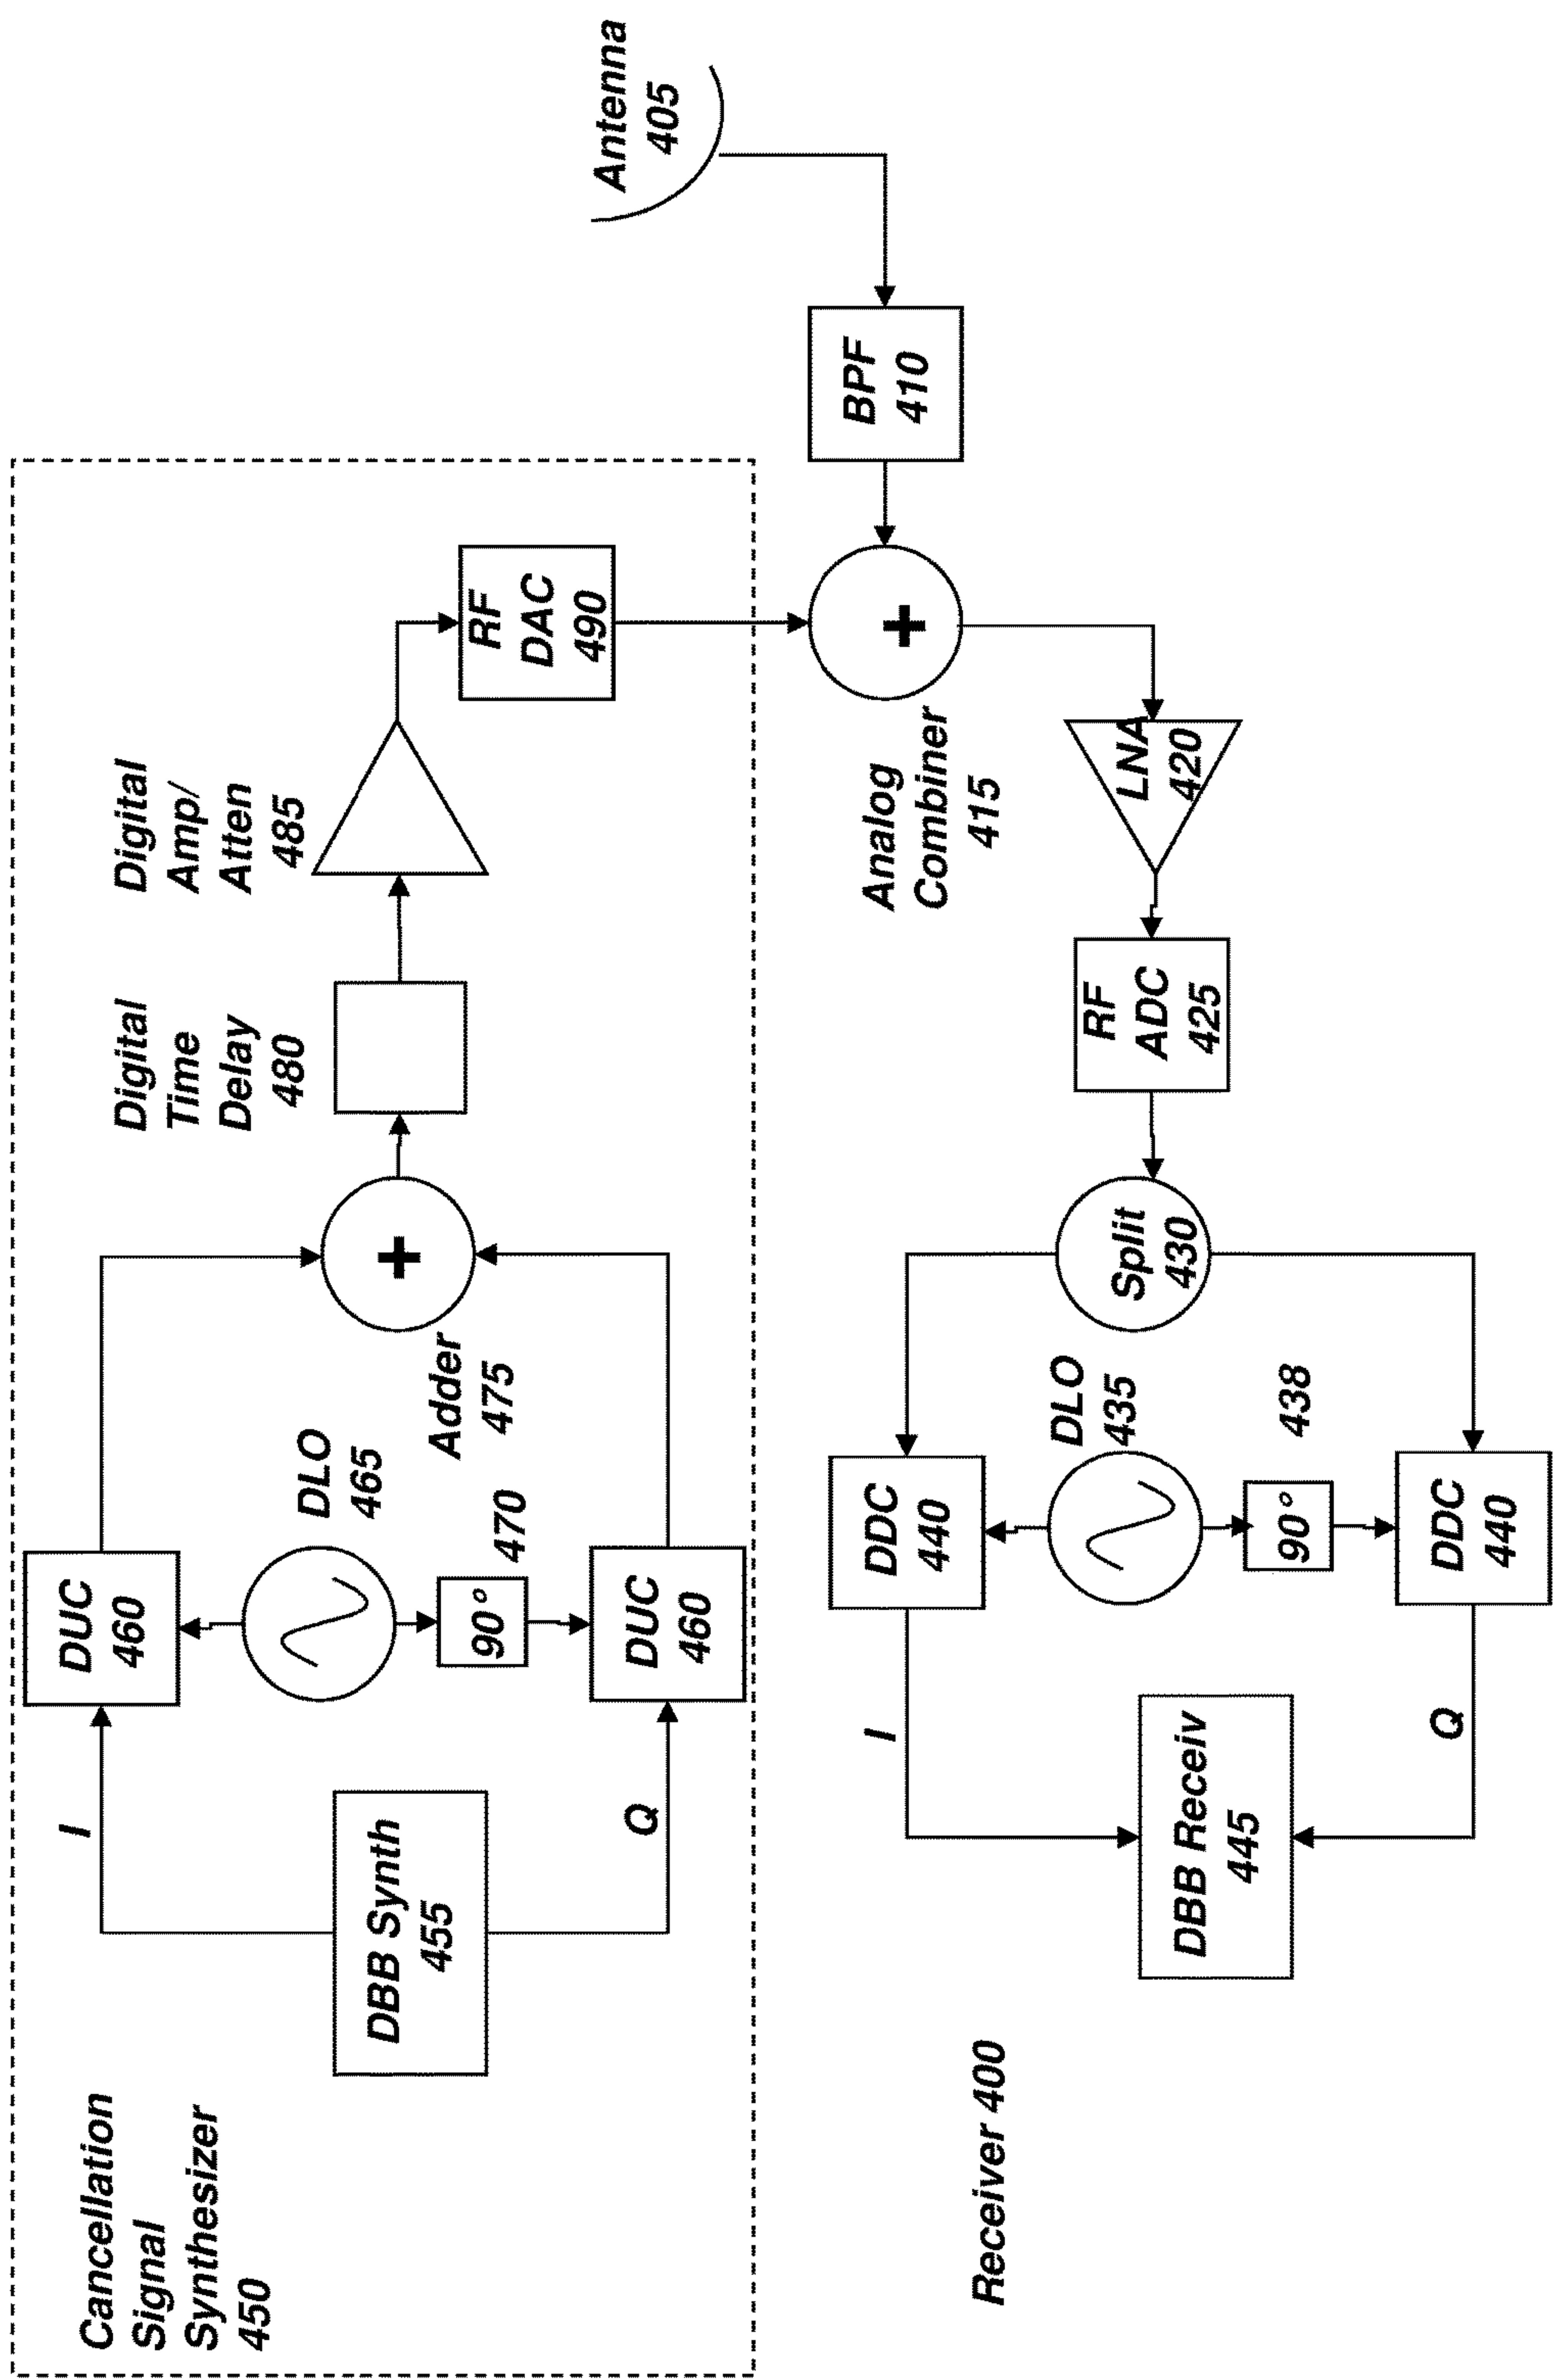 Cancellation
Signal
Synthesizer
450
DBB Synth
455
I
Q
DUC
460
DLO
465
90°
470
DUC
460
Adder
475
+
Digital
Time
Delay
480
Digital
Amp/
Atten
485
RF
DAC
490
Antenna
405
BPF
410
+
Analog
Combiner
415
LNA
420
RF
ADC
425
Split
430
DLO
435
438
90°
DDC
440
DDC
440
I
Q
DBB Receiv
445
Receiver 400